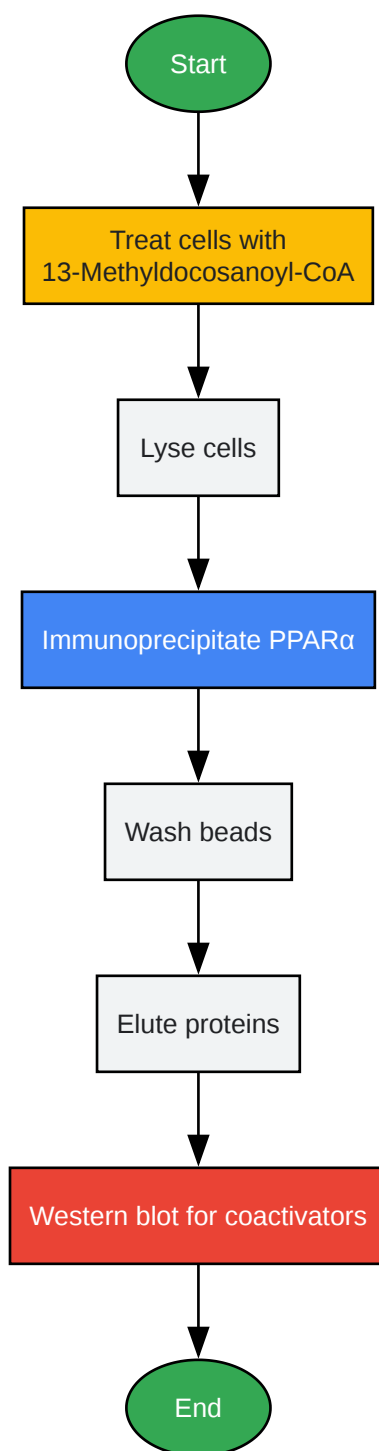 Start
Treat cells with
13-Methyldocosanoyl-CoA
Lyse cells
Immunoprecipitate PPARα
Wash beads
Elute proteins
Western blot for coactivators
End